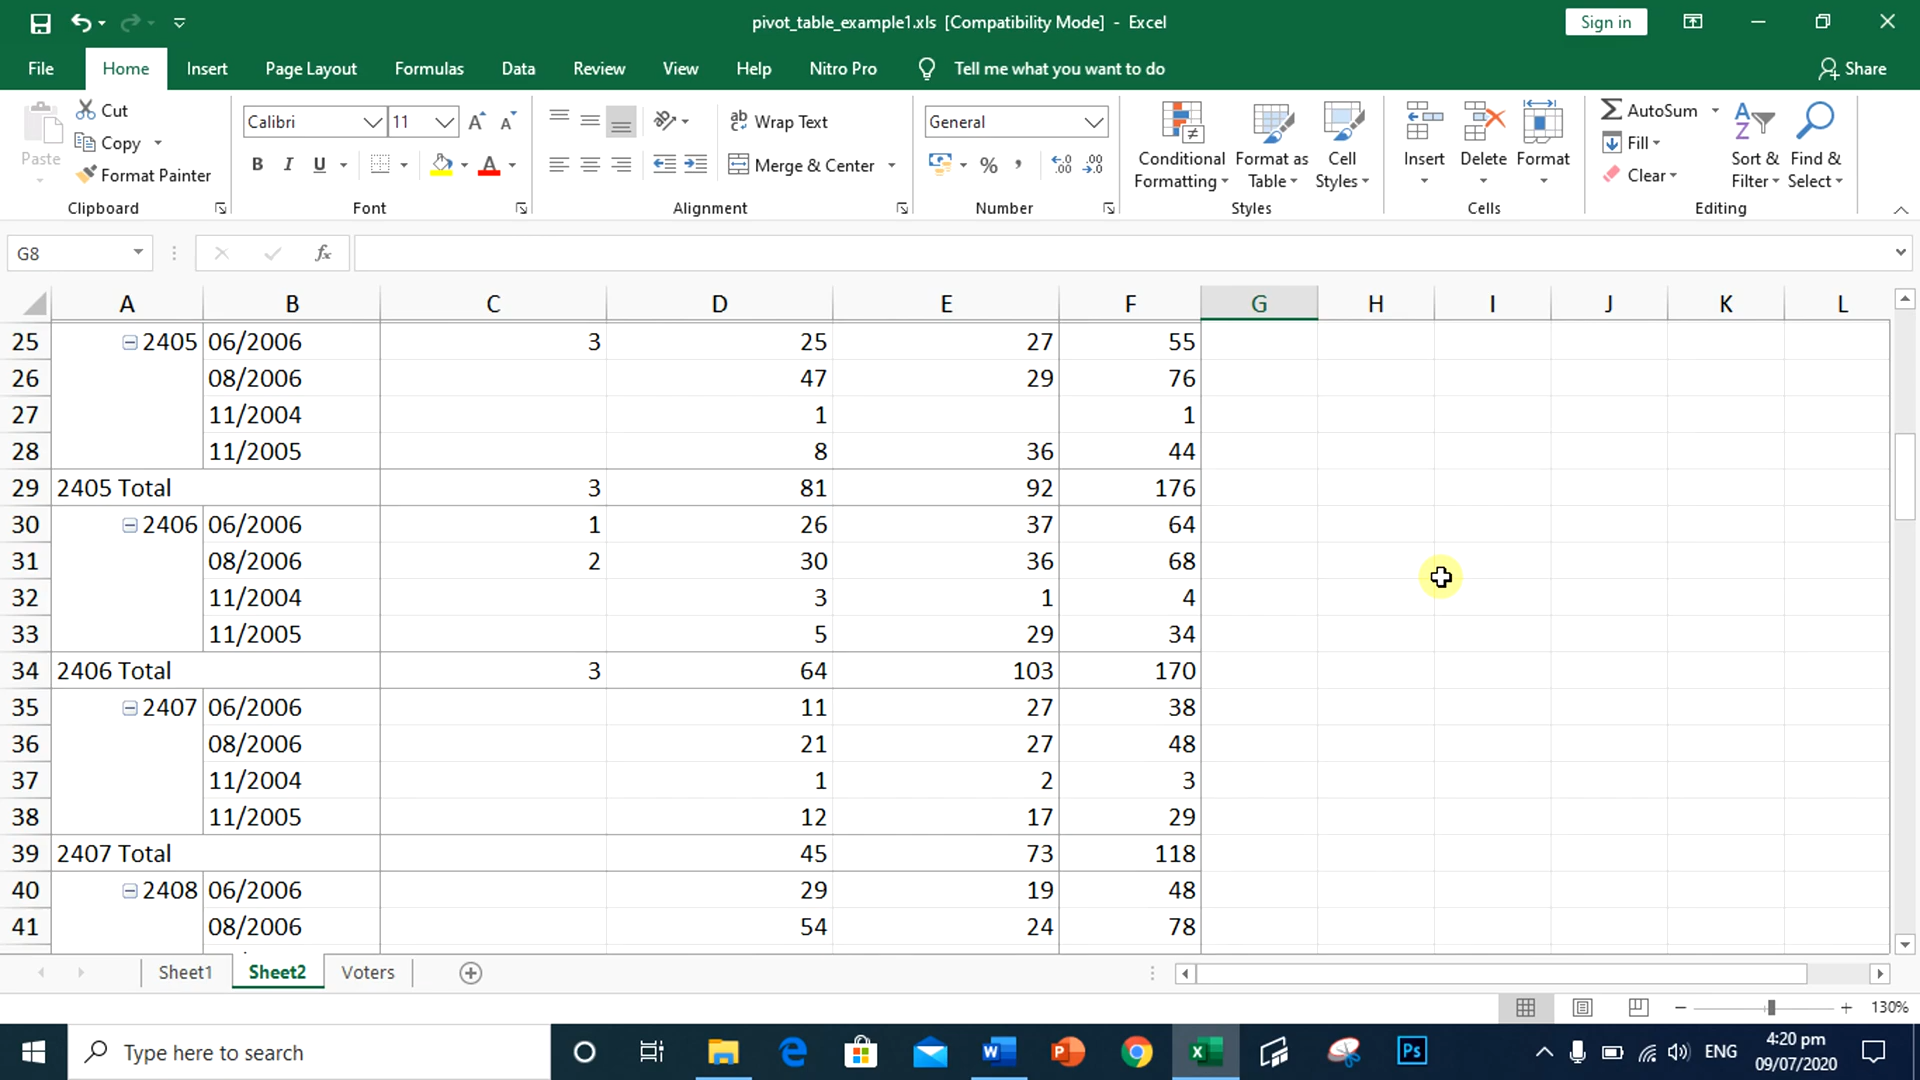 pivot_table_example1.xls [Compatibility Mode] - Excel
Sign in
File Home Insert Page Layout Formulas Data Review View Help Nitro Pro Tell me what you want to do Share
Paste
Cut
Copy
Format Painter
Clipboard
Calibri 11
B I U A
Font
Wrap Text
Merge & Center
Alignment
General
% ,
Number
Conditional Formatting
Format as Table
Cell Styles
Styles
Insert Delete Format
Cells
AutoSum
Fill
Clear
Sort & Filter
Find & Select
Editing
G8 fx
A B C D E F G H I J K L
25 2405 06/2006 3 25 27 55
26 08/2006 47 29 76
27 11/2004 1 1
28 11/2005 8 36 44
29 2405 Total 3 81 92 176
30 2406 06/2006 1 26 37 64
31 08/2006 2 30 36 68
32 11/2004 3 1 4
33 11/2005 5 29 34
34 2406 Total 3 64 103 170
35 2407 06/2006 11 27 38
36 08/2006 21 27 48
37 11/2004 1 2 3
38 11/2005 12 17 29
39 2407 Total 45 73 118
40 2408 06/2006 29 19 48
41 08/2006 54 24 78
Sheet1 Sheet2 Voters
130%
Type here to search
Ps
ENG
4:20 pm
09/07/2020